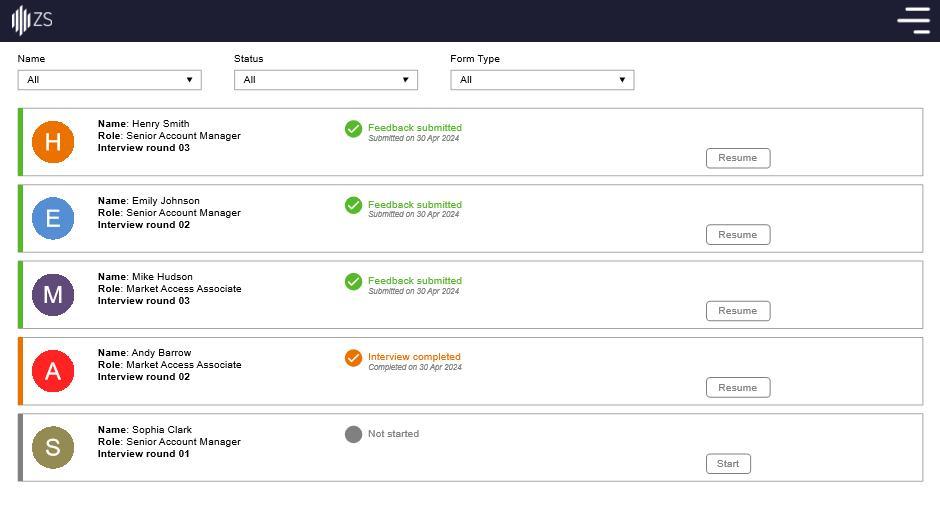 ZS
Name Status Form Type
All All All
H
Name: Henry Smith
Role: Senior Account Manager
Interview round 03
Feedback submitted
Submitted on 30 Apr 2024
Resume
E
Name: Emily Johnson
Role: Senior Account Manager
Interview round 02
Feedback submitted
Submitted on 30 Apr 2024
Resume
M
Name: Mike Hudson
Role: Market Access Associate
Interview round 03
Feedback submitted
Submitted on 30 Apr 2024
Resume
A
Name: Andy Barrow
Role: Market Access Associate
Interview round 02
Interview completed
Completed on 30 Apr 2024
Resume
S
Name: Sophia Clark
Role: Senior Account Manager
Interview round 01
Not started
Start